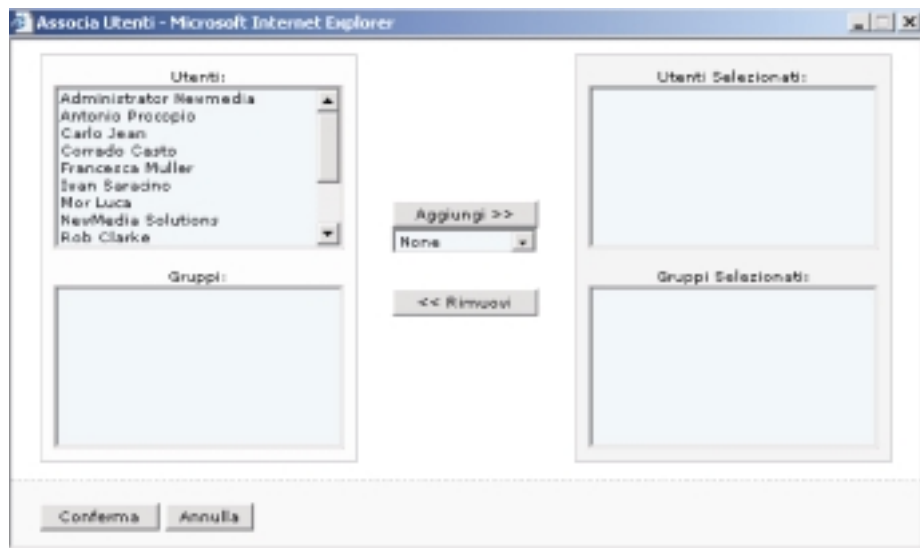 Associa Utenti - Microsoft Internet Explorer
Utenti:
Administrator Newmedia
Antonio Procopio
Carlo Jean
Corrado Casto
Francesca Muller
Ivan Saracino
Mor Luca
NewMedia Solutions
Rob Clarke
Gruppi:
Aggiungi >>
None
<< Rimuovi
Utenti Selezionati:
Gruppi Selezionati:
Conferma
Annulla